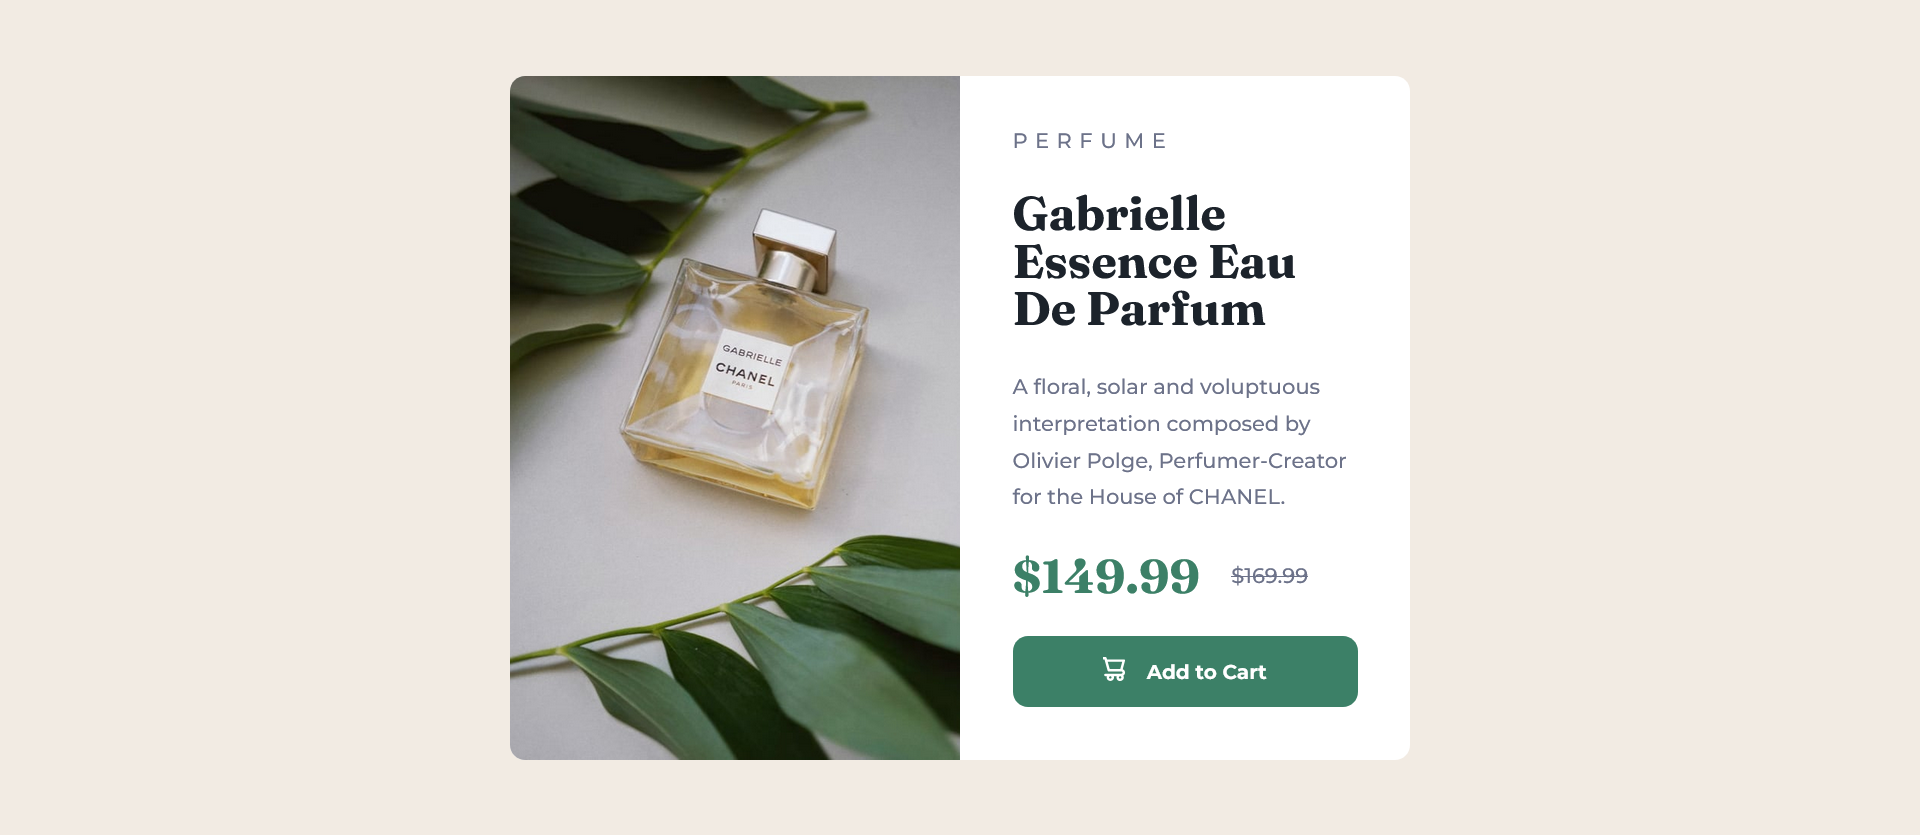 GABRIELLE
CHANEL
PARIS
PERFUME
Gabrielle
Essence Eau
De Parfum
A floral, solar and voluptuous
interpretation composed by
Olivier Polge, Perfumer-Creator
for the House of CHANEL.
$149.99 $169.99
Add to Cart